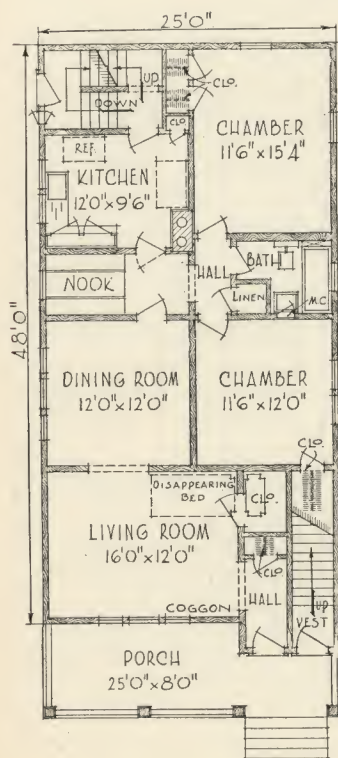 25'0"
UP
DOWN
CLO.
CLO
CHAMBER
11'6"x15'4"
REF.
KITCHEN
12'0"x9'6"
BATH
HALL
NOOK
LINEN
M.C.
48'0"
DINING ROOM
12'0"x12'0"
CHAMBER
11'6"x12'0"
CLO.
DISAPPEARING
BED
CLO.
LIVING ROOM
16'0"x12'0"
CLO
COGGON
HALL
UP
VEST
PORCH
25'0"x8'0"